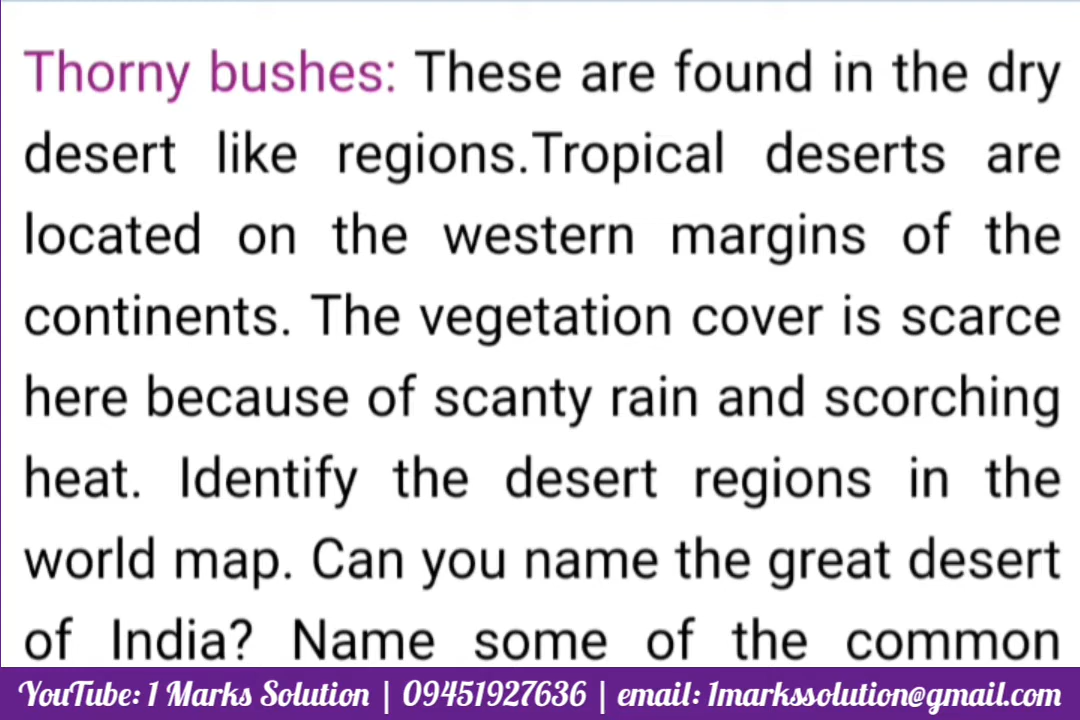 Thorny bushes: These are found in the dry
desert like regions.Tropical deserts are
located on the western margins of the
continents. The vegetation cover is scarce
here because of scanty rain and scorching
heat. Identify the desert regions in the
world map. Can you name the great desert
of India? Name some of the common
YouTube: 1 Marks Solution | 09451927636 | email: 1markssolution@gmail.com